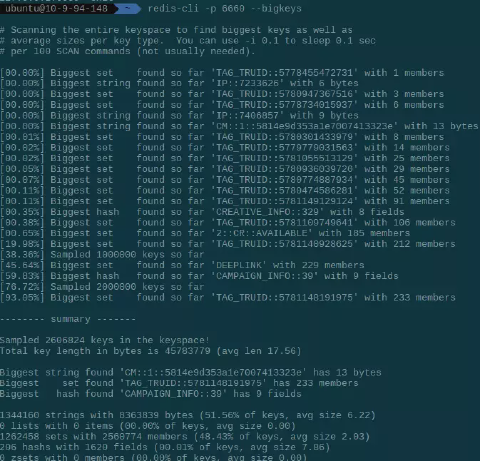 ubuntu@10-9-94-148 ~ redis-cli -p 6660 --bigkeys
# Scanning the entire keyspace to find biggest keys as well as
# average sizes per key type. You can use -i 0.1 to sleep 0.1 sec
# per 100 SCAN commands (not usually needed).
[00.00%] Biggest set found so far 'TAG_TRUID::5778455472731' with 1 members
[00.00%] Biggest string found so far 'IP::7233626' with 6 bytes
[00.00%] Biggest set found so far 'TAG_TRUID::5780947367516' with 3 members
[00.00%] Biggest set found so far 'TAG_TRUID::5778734015937' with 6 members
[00.00%] Biggest string found so far 'IP::7406857' with 9 bytes
[00.00%] Biggest string found so far 'CM::1::5814e9d353a1e7007413323e' with 13 bytes
[00.01%] Biggest set found so far 'TAG_TRUID::5780301433979' with 8 members
[00.02%] Biggest set found so far 'TAG_TRUID::5779770031563' with 14 members
[00.02%] Biggest set found so far 'TAG_TRUID::5781055513129' with 25 members
[00.05%] Biggest set found so far 'TAG_TRUID::5780936039720' with 29 members
[00.07%] Biggest set found so far 'TAG_TRUID::5780774887934' with 45 members
[00.11%] Biggest set found so far 'TAG_TRUID::5780474586281' with 52 members
[00.11%] Biggest set found so far 'TAG_TRUID::5781149129124' with 91 members
[00.35%] Biggest hash found so far 'CREATIVE_INFO::329' with 8 fields
[00.38%] Biggest set found so far 'TAG_TRUID::5781109749641' with 106 members
[00.65%] Biggest set found so far '2::CR::AVAILABLE' with 185 members
[19.98%] Biggest set found so far 'TAG_TRUID::5781140928625' with 212 members
[38.36%] Sampled 1000000 keys so far
[45.64%] Biggest set found so far 'DEEPLINK' with 229 members
[59.83%] Biggest hash found so far 'CAMPAIGN_INFO::39' with 9 fields
[76.72%] Sampled 2000000 keys so far
[93.05%] Biggest set found so far 'TAG_TRUID::5781148191975' with 233 members
-------- summary -------
Sampled 2606824 keys in the keyspace!
Total key length in bytes is 45783779 (avg len 17.56)
Biggest string found 'CM::1::5814e9d353a1e7007413323e' has 13 bytes
Biggest set found 'TAG_TRUID::5781148191975' has 233 members
Biggest hash found 'CAMPAIGN_INFO::39' has 9 fields
1344160 strings with 8363839 bytes (51.56% of keys, avg size 6.22)
0 lists with 0 items (00.00% of keys, avg size 0.00)
1262458 sets with 2560774 members (48.43% of keys, avg size 2.03)
206 hashs with 1620 fields (00.01% of keys, avg size 7.86)
0 zsets with 0 members (00.00% of keys, avg size 0.00)